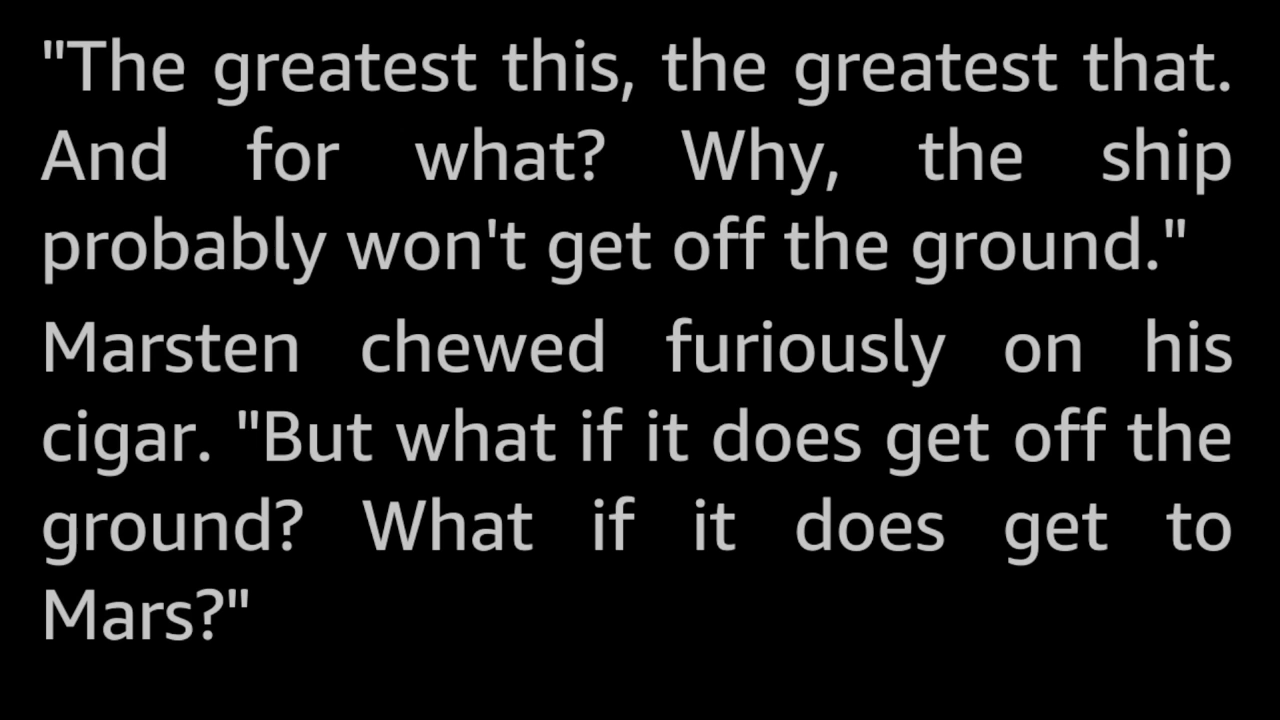 "The greatest this, the greatest that.
And for what? Why, the ship
probably won't get off the ground."
Marsten chewed furiously on his
cigar. "But what if it does get off the
ground? What if it does get to
Mars?"